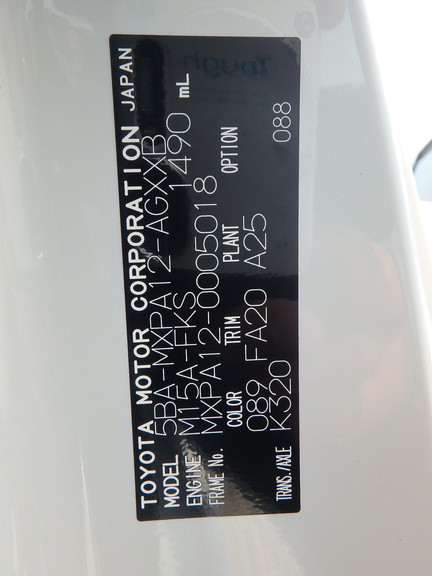 TOYOTA MOTOR CORPORATION JAPAN
MODEL 5BA-MXPA12-AGXXB
ENGINE M15A-FKS 1490 mL
FRAME No. MXPA12-0005018
COLOR TRIM PLANT OPTION
089 FA20 A25 088
TRANS./AXLE K320